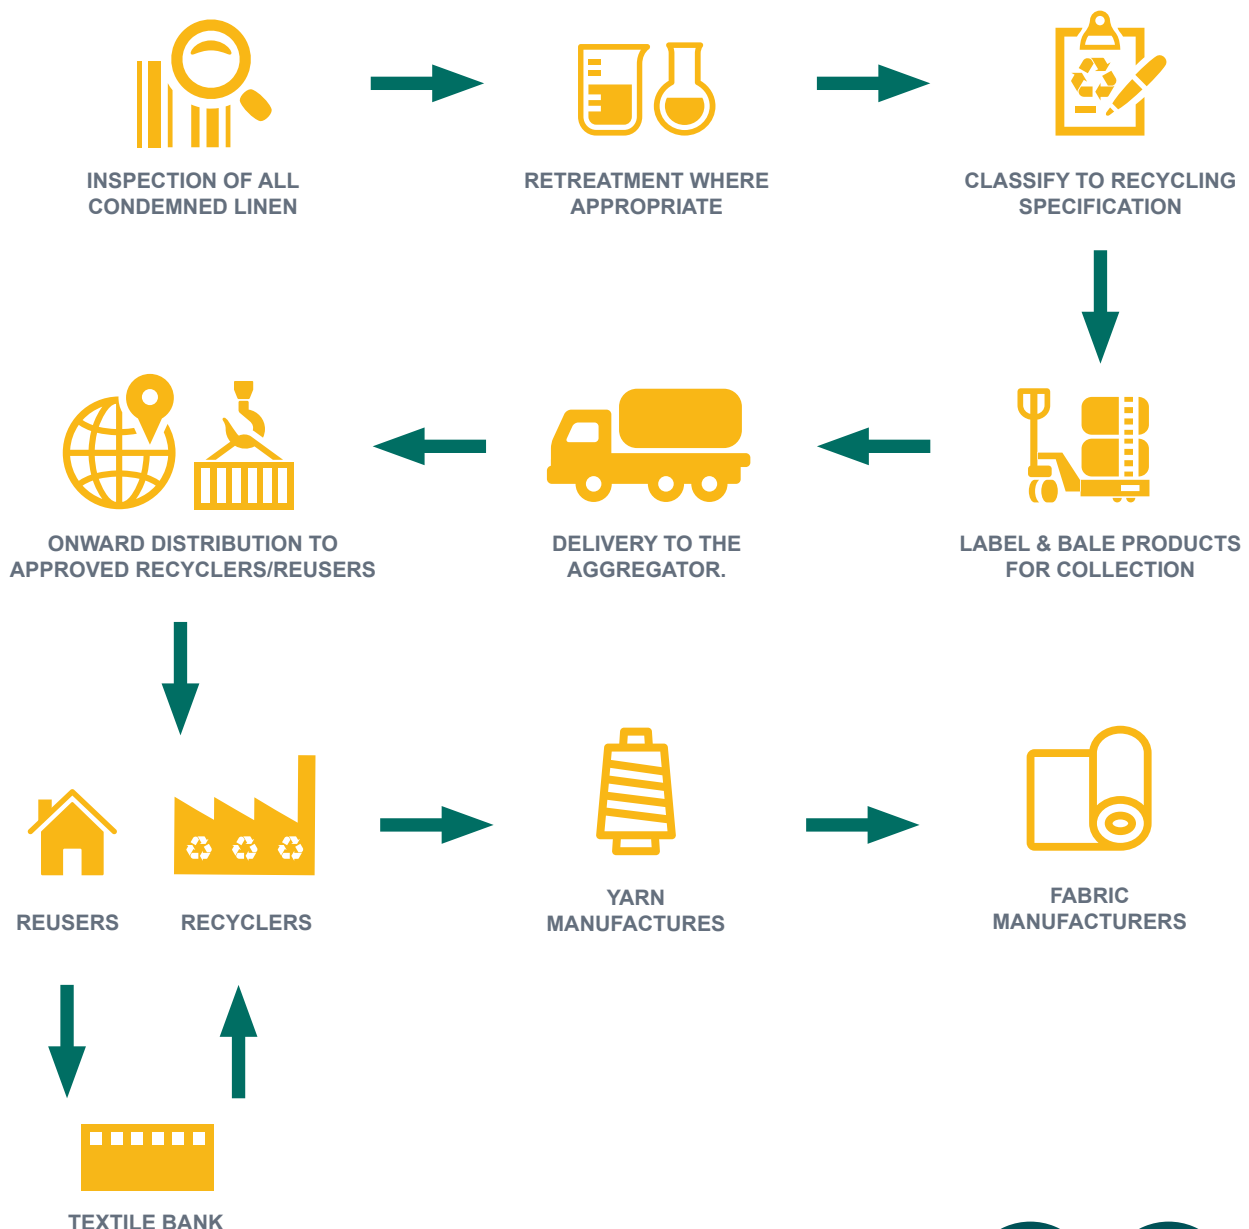 INSPECTION OF ALL
CONDEMNED LINEN
RETREATMENT WHERE
APPROPRIATE
CLASSIFY TO RECYCLING
SPECIFICATION
ONWARD DISTRIBUTION TO
APPROVED RECYCLERS/REUSERS
DELIVERY TO THE
AGGREGATOR.
LABEL & BALE PRODUCTS
FOR COLLECTION
REUSERS
RECYCLERS
YARN
MANUFACTURES
FABRIC
MANUFACTURERS
TEXTILE BANK